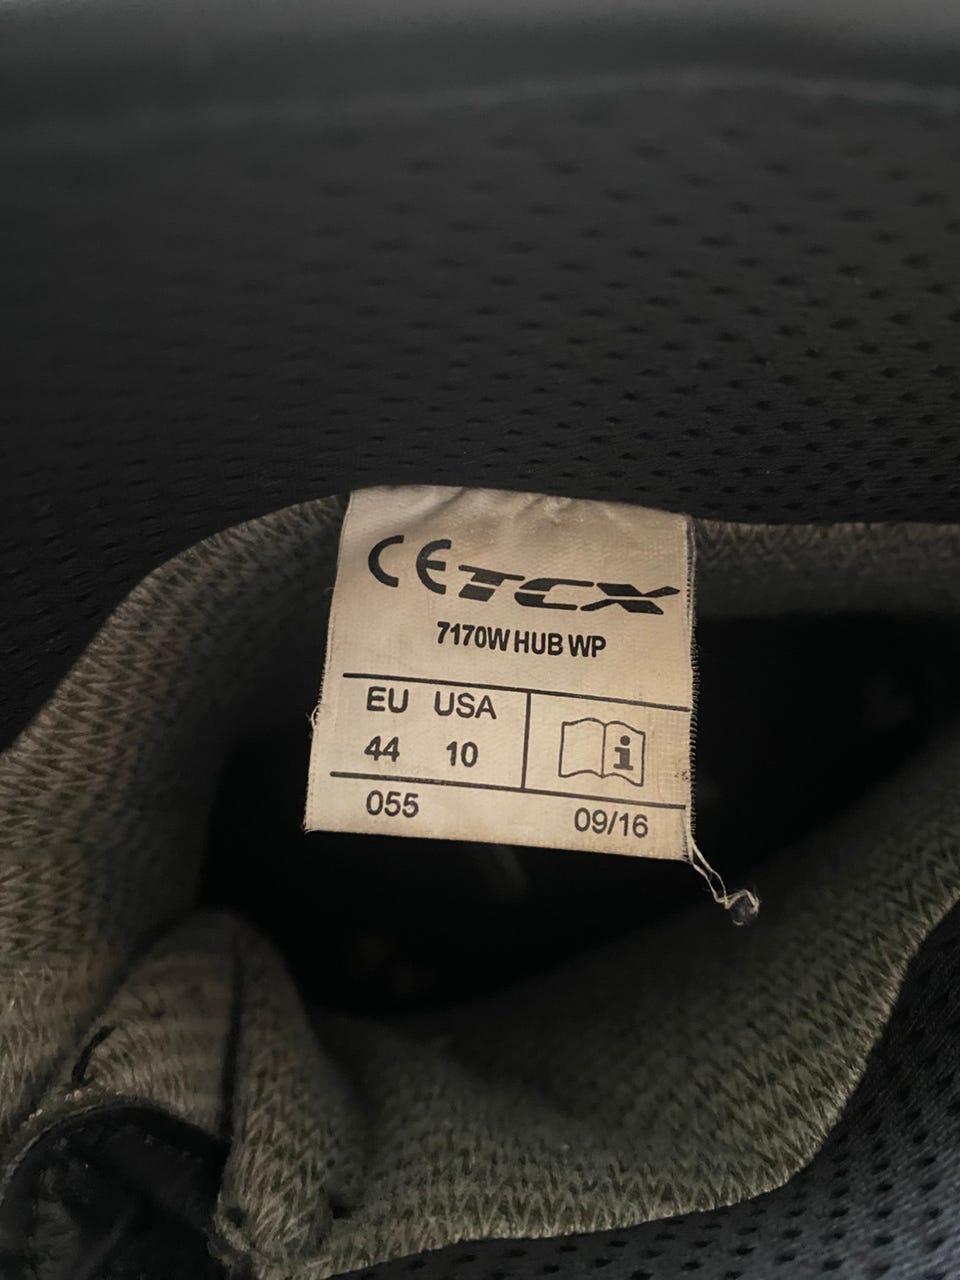 CE TCX
7170W HUB WP
EU USA
44 10
i
055 09/16